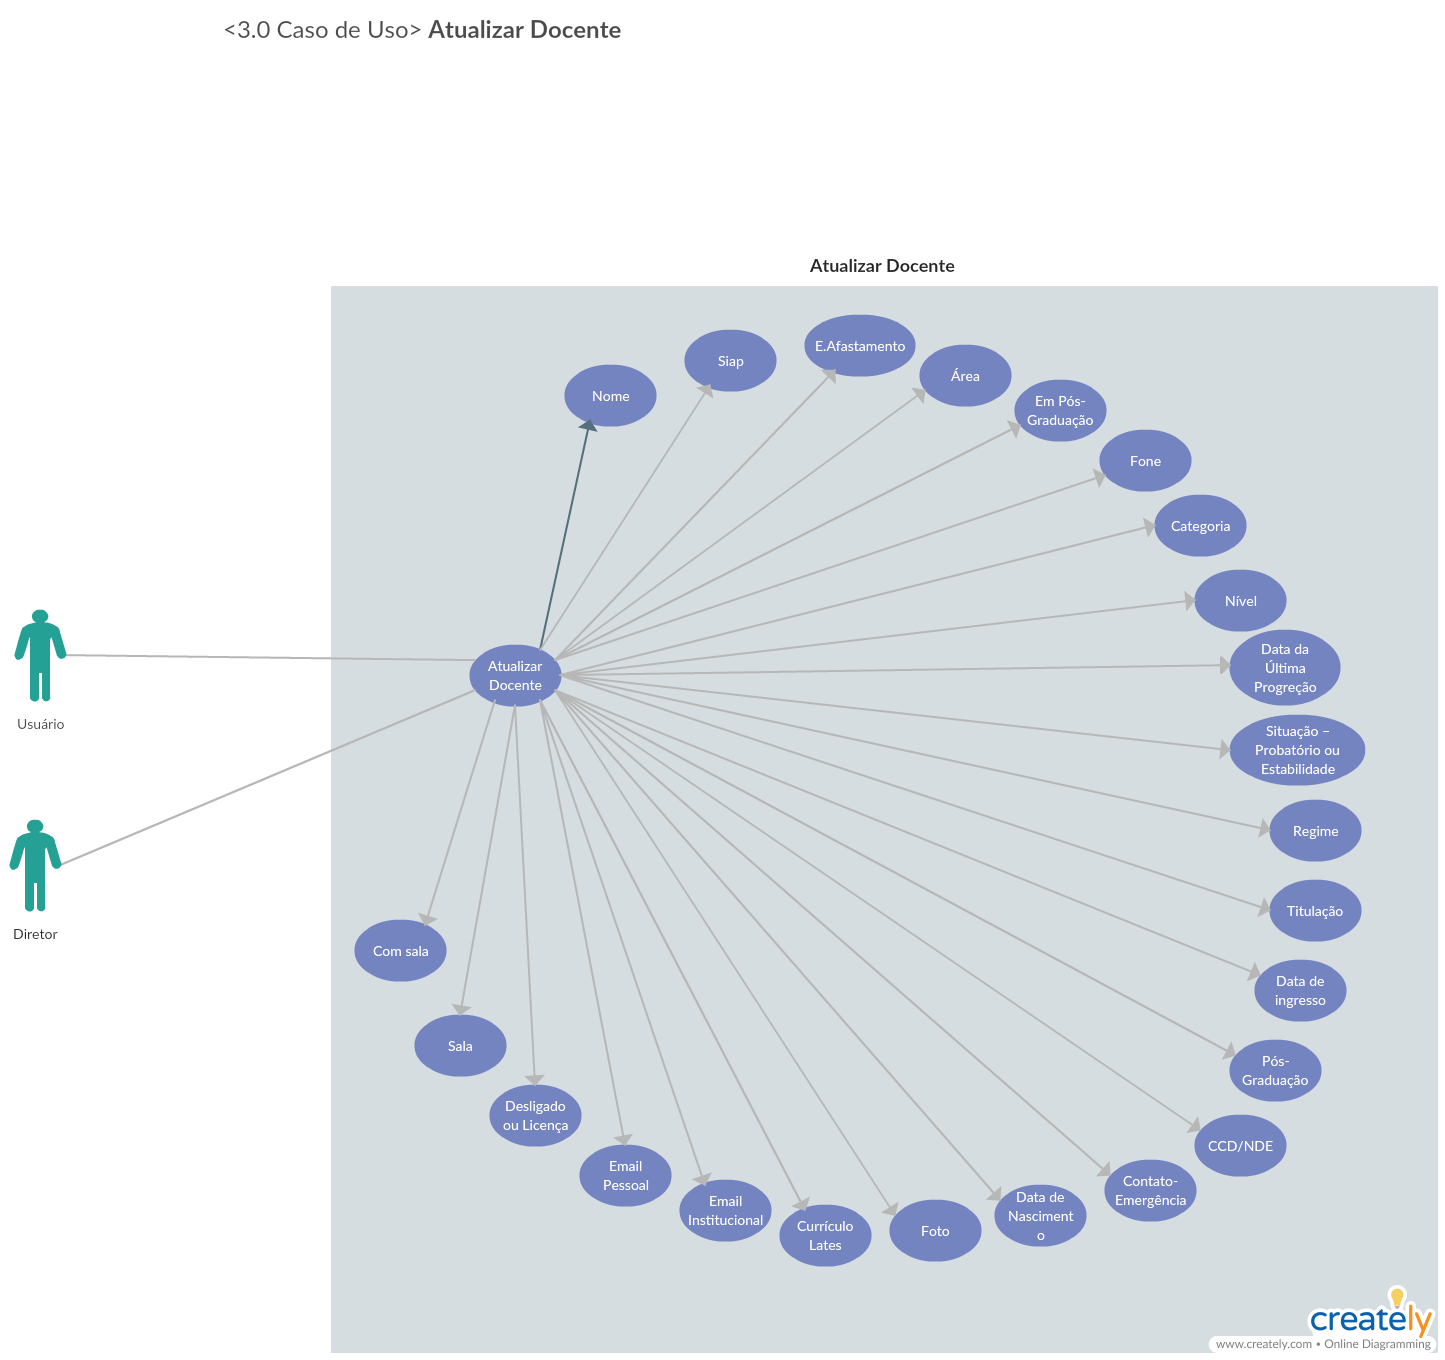 <3.0 Caso de Uso> Atualizar Docente
Atualizar Docente
Nome
Siap
E.Afastamento
Área
Em Pós-
Graduação
Fone
Categoria
Nível
Data da
Última
Progreção
Situação –
Probatório ou
Estabilidade
Regime
Titulação
Data de
ingresso
Pós-
Graduação
CCD/NDE
Contato-
Emergência
Data de
Nasciment
o
Foto
Currículo
Lates
Email
Institucional
Email
Pessoal
Desligado
ou Licença
Sala
Com sala
Atualizar
Docente
Usuário
Diretor
creately
www.creately.com • Online Diagramming